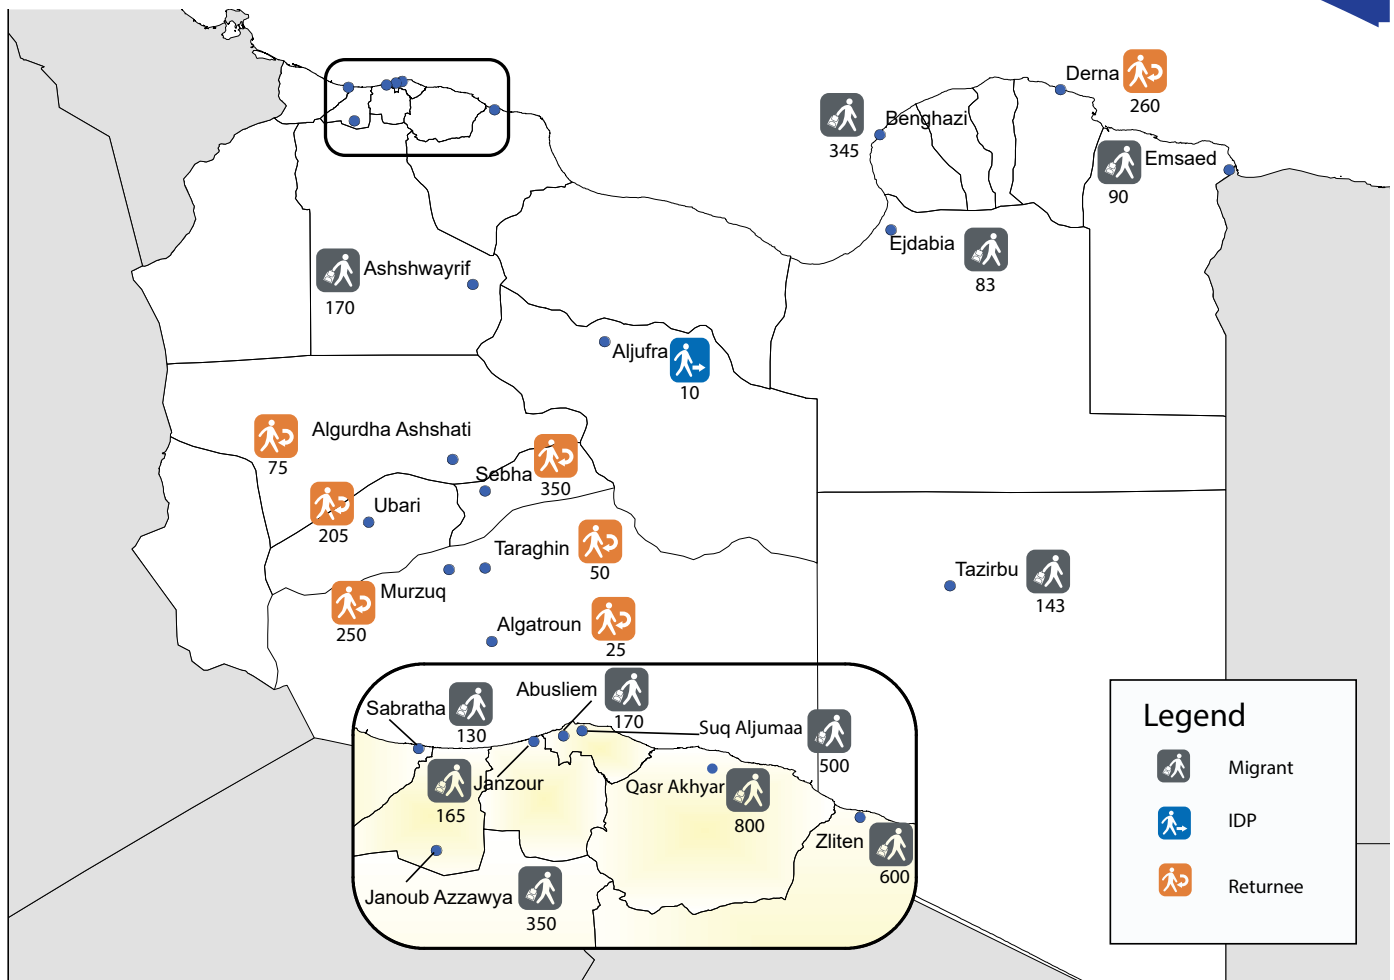 Derna
260
Benghazi
345
Emsaed
90
Ejdabia
83
Ashshwayrif
170
Aljufra
10
Algurdha Ashshati
75
Sebha
350
Ubari
205
Taraghin
50
Murzuq
250
Tazirbu
143
Algatroun
25
Abusliem
170
Sabratha
130
Suq Aljumaa
500
Janzour
165
Qasr Akhyar
800
Zliten
600
Janoub Azzawya
350
Legend
Migrant
IDP
Returnee